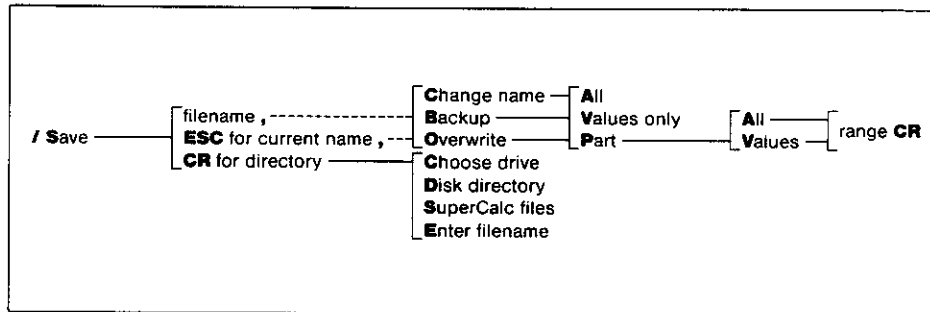 / Save
filename ,
ESC for current name ,
CR for directory
Change name
Backup
Overwrite
All
Values only
Part
All
Values
range CR
Choose drive
Disk directory
SuperCalc files
Enter filename